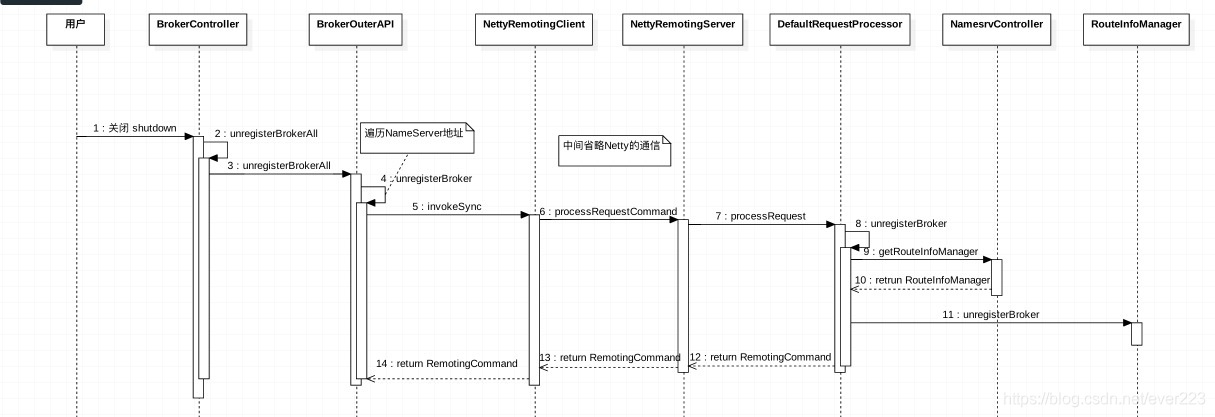 用户
BrokerController
BrokerOuterAPI
NettyRemotingClient
NettyRemotingServer
DefaultRequestProcessor
NamesrvController
RouteInfoManager
1 : 关闭 shutdown
2 : unregisterBrokerAll
遍历NameServer地址
中间省略Netty的通信
3 : unregisterBrokerAll
4 : unregisterBroker
5 : invokeSync
6 : processRequestCommand
7 : processRequest
8 : unregisterBroker
9 : getRouteInfoManager
10 : retrun RouteInfoManager
11 : unregisterBroker
12 : return RemotingCommand
13 : return RemotingCommand
14 : return RemotingCommand
https://blog.csdn.net/ever223